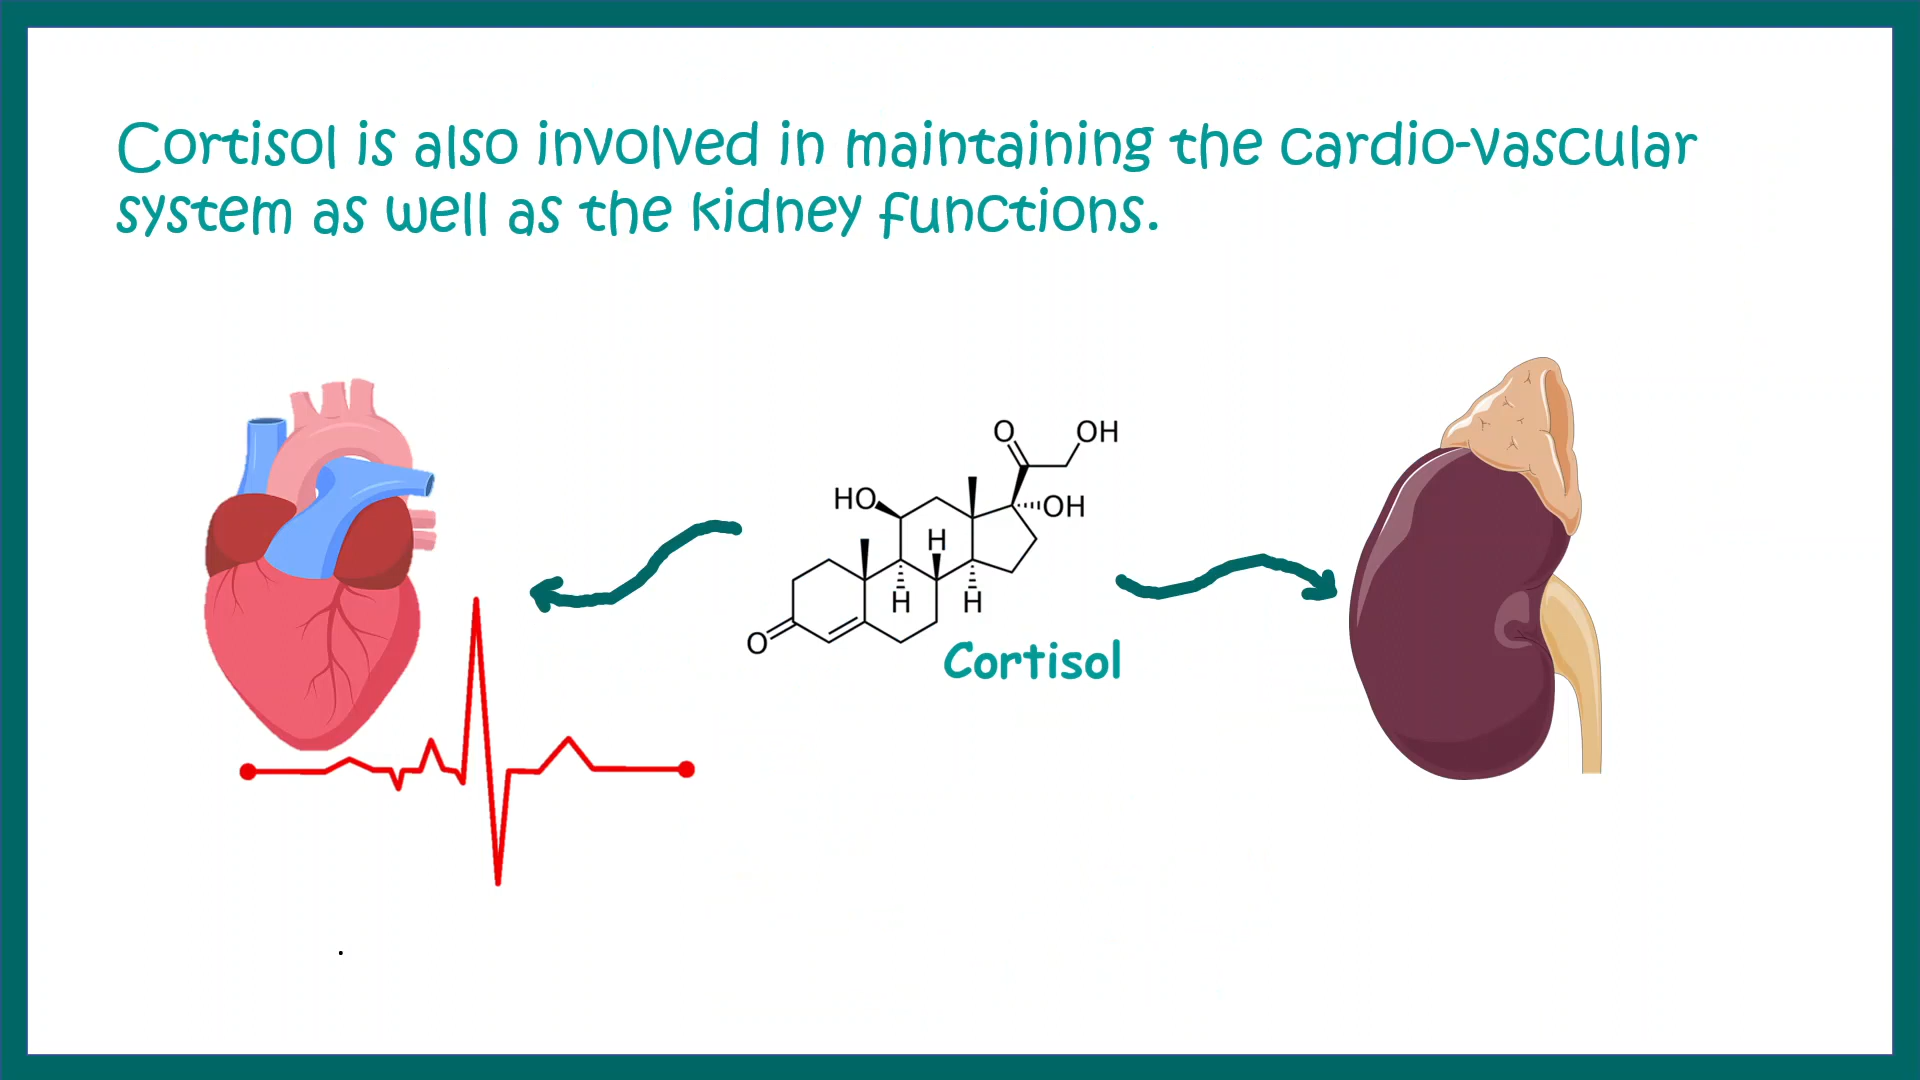 Cortisol is also involved in maintaining the cardio-vascular
system as well as the kidney functions.
O
OH
HO
OH
H
H
H
O
Cortisol
.